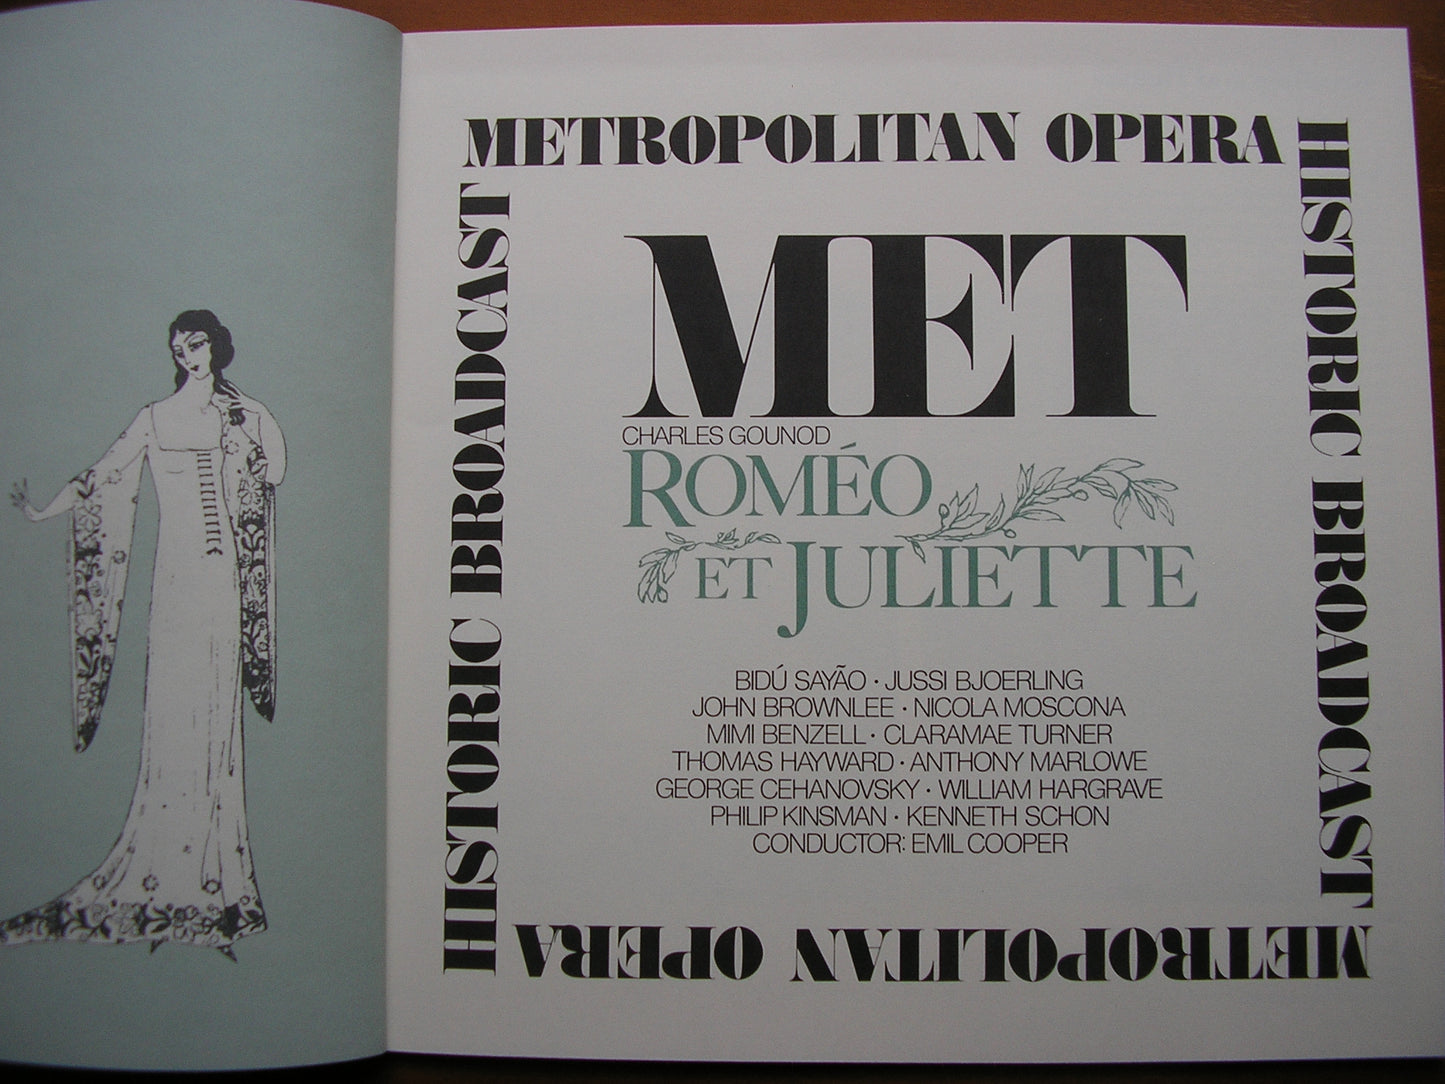 METROPOLITAN OPERA
HISTORIC BROADCAST
METROPOLITAN OPERA
HISTORIC BROADCAST
MET
CHARLES GOUNOD
ROMÉO
ET JULIETTE
BIDÚ SAYÃO • JUSSI BJOERLING
JOHN BROWNLEE • NICOLA MOSCONA
MIMI BENZELL • CLARAMAE TURNER
THOMAS HAYWARD • ANTHONY MARLOWE
GEORGE CEHANOVSKY • WILLIAM HARGRAVE
PHILIP KINSMAN • KENNETH SCHON
CONDUCTOR: EMIL COOPER